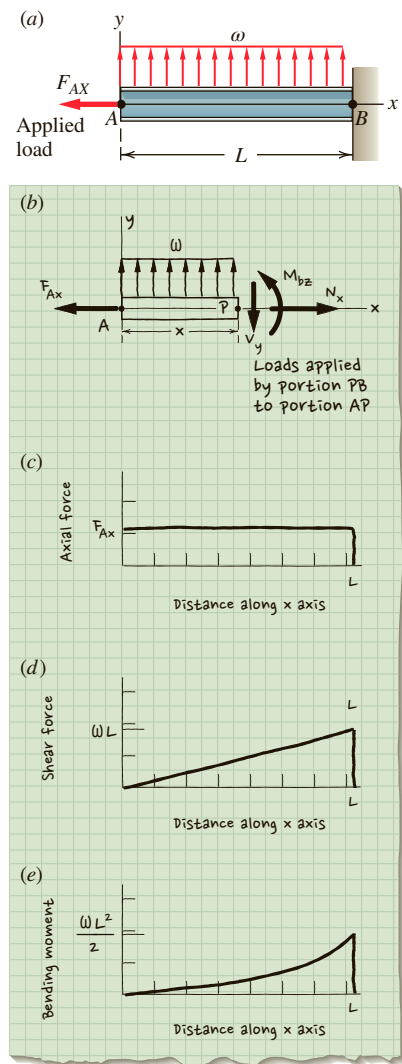 (a)
y
ω
F_AX
A
B
x
Applied
load
L
(b)
y
ω
F_Ax
M_bz
N_x
x
A
P
x
V_y
Loads applied
by portion PB
to portion AP
(c)
Axial force
F_Ax
L
Distance along x axis
(d)
Shear force
L
ωL
L
Distance along x axis
(e)
Bending moment
ωL²
2
L
Distance along x axis